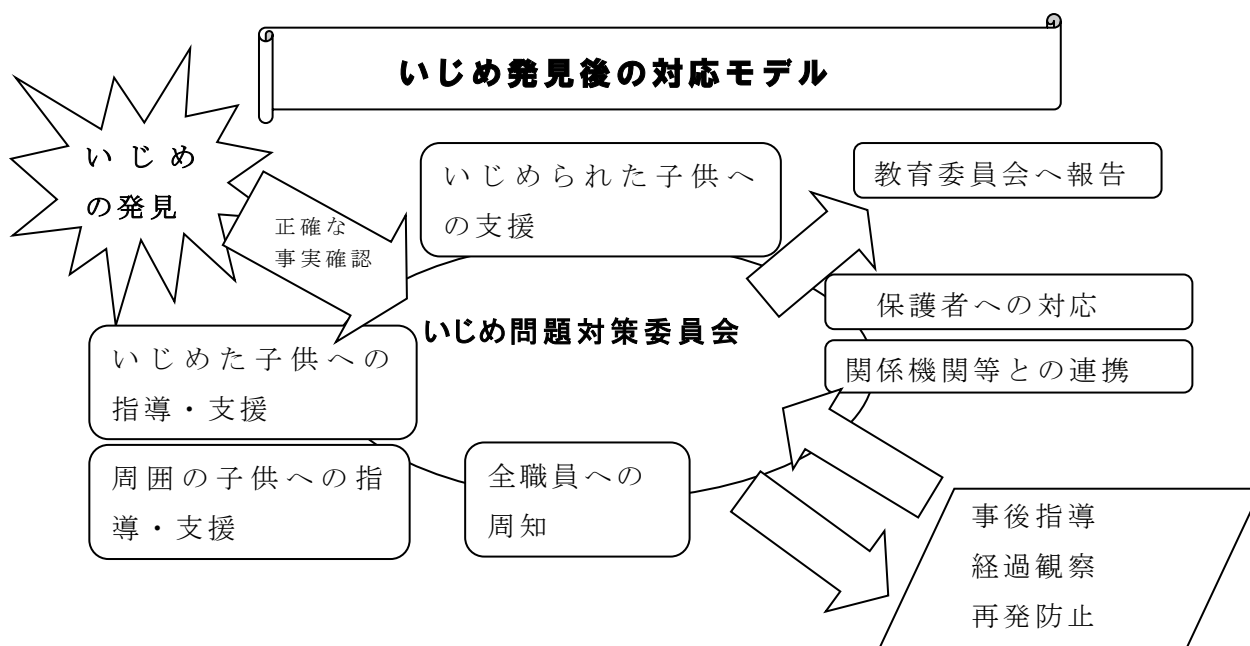 いじめ発見後の対応モデル
いじめ
の発見
正確な
事実確認
いじめられた子供へ
の支援
教育委員会へ報告
保護者への対応
関係機関等との連携
いじめ問題対策委員会
いじめた子供への
指導・支援
周囲の子供への指
導・支援
全職員への
周知
事後指導
経過観察
再発防止